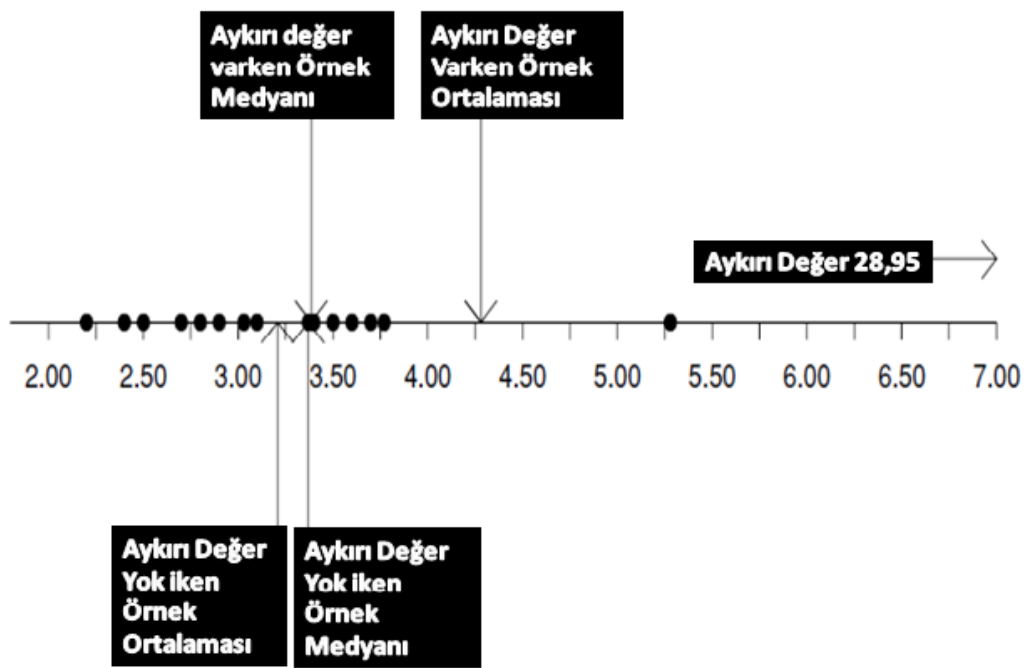 Aykırı değer
varken Örnek
Medyanı
Aykırı Değer
Varken Örnek
Ortalaması
Aykırı Değer 28,95
2.00 2.50 3.00 3.50 4.00 4.50 5.00 5.50 6.00 6.50 7.00
Aykırı Değer
Yok iken
Örnek
Ortalaması
Aykırı Değer
Yok iken
Örnek
Medyanı